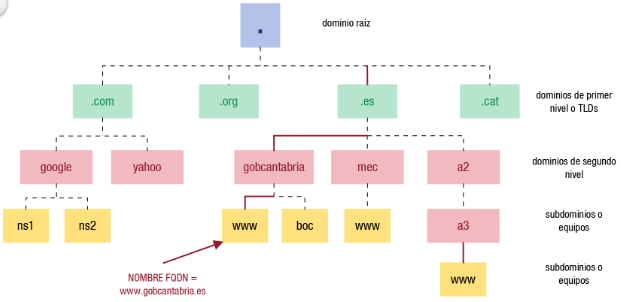 .
dominio raíz
.com
.org
.es
.cat
dominios de primer
nivel o TLDs
google
yahoo
gobcantabria
mec
a2
dominios de segundo
nivel
ns1
ns2
www
boc
www
a3
subdominios o
equipos
NOMBRE FQDN =
www.gobcantabria.es
www
subdominios o
equipos